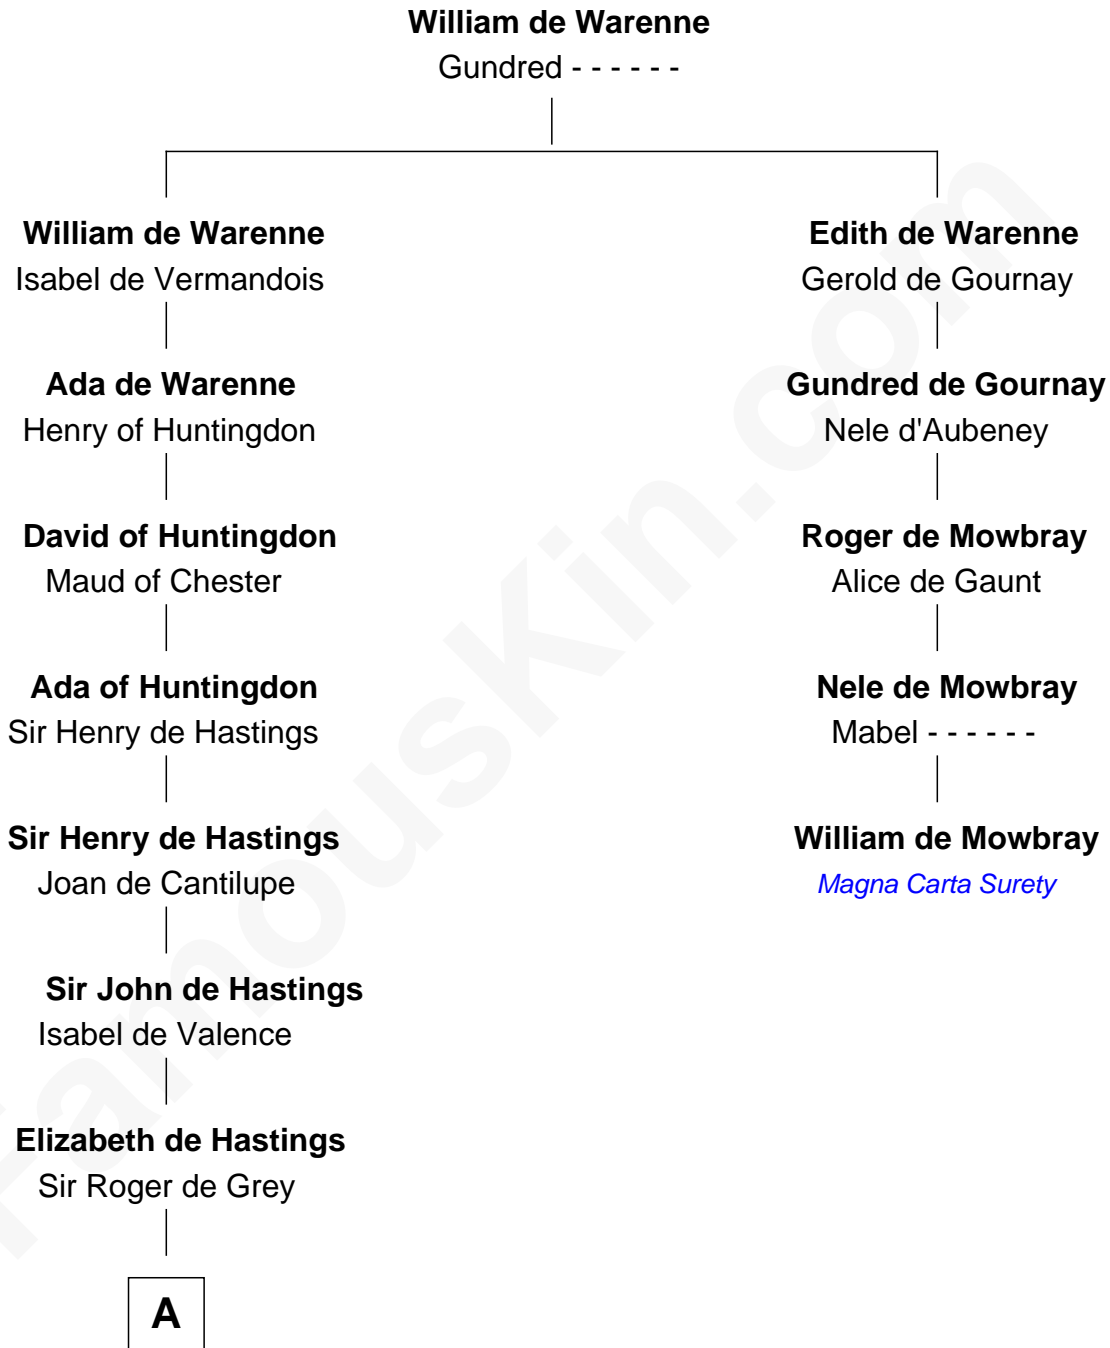 William de Warenne
Gundred - - - - - -
William de Warenne
Isabel de Vermandois
Edith de Warenne
Gerold de Gournay
Ada de Warenne
Henry of Huntingdon
Gundred de Gournay
Nele d'Aubeney
David of Huntingdon
Maud of Chester
Roger de Mowbray
Alice de Gaunt
Ada of Huntingdon
Sir Henry de Hastings
Nele de Mowbray
Mabel - - - - - -
Sir Henry de Hastings
Joan de Cantilupe
William de Mowbray
Magna Carta Surety
Sir John de Hastings
Isabel de Valence
Elizabeth de Hastings
Sir Roger de Grey
A
FamousKin.com